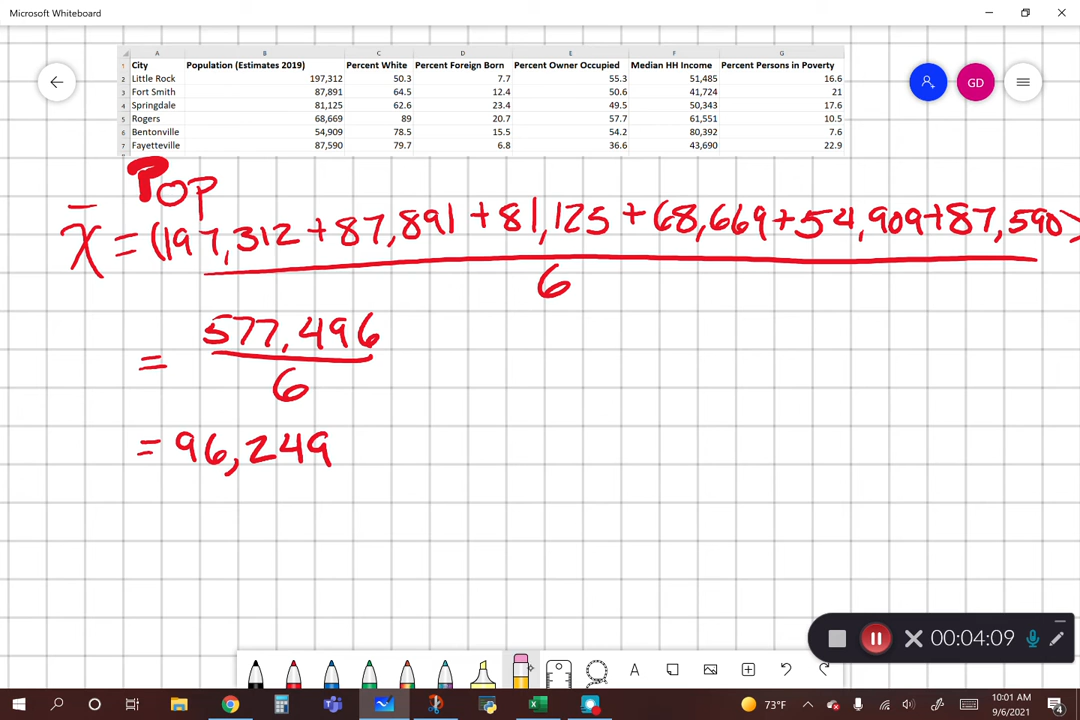 Microsoft Whiteboard
A B C D E F G
1 City Population (Estimates 2019) Percent White Percent Foreign Born Percent Owner Occupied Median HH Income Percent Persons in Poverty
2 Little Rock 197,312 50.3 7.7 55.3 51,485 16.6
3 Fort Smith 87,891 64.5 12.4 50.6 41,724 21
4 Springdale 81,125 62.6 23.4 49.5 50,343 17.6
5 Rogers 68,669 89 20.7 57.7 61,551 10.5
6 Bentonville 54,909 78.5 15.5 54.2 80,392 7.6
7 Fayetteville 87,590 79.7 6.8 36.6 43,690 22.9
GD
POP
x̄ = (197,312 + 87,891 + 81,125 + 68,669 + 54,909 + 87,590)
6
= 577,496
6
= 96,249
00:04:09
A
73°F
10:01 AM
9/6/2021
4